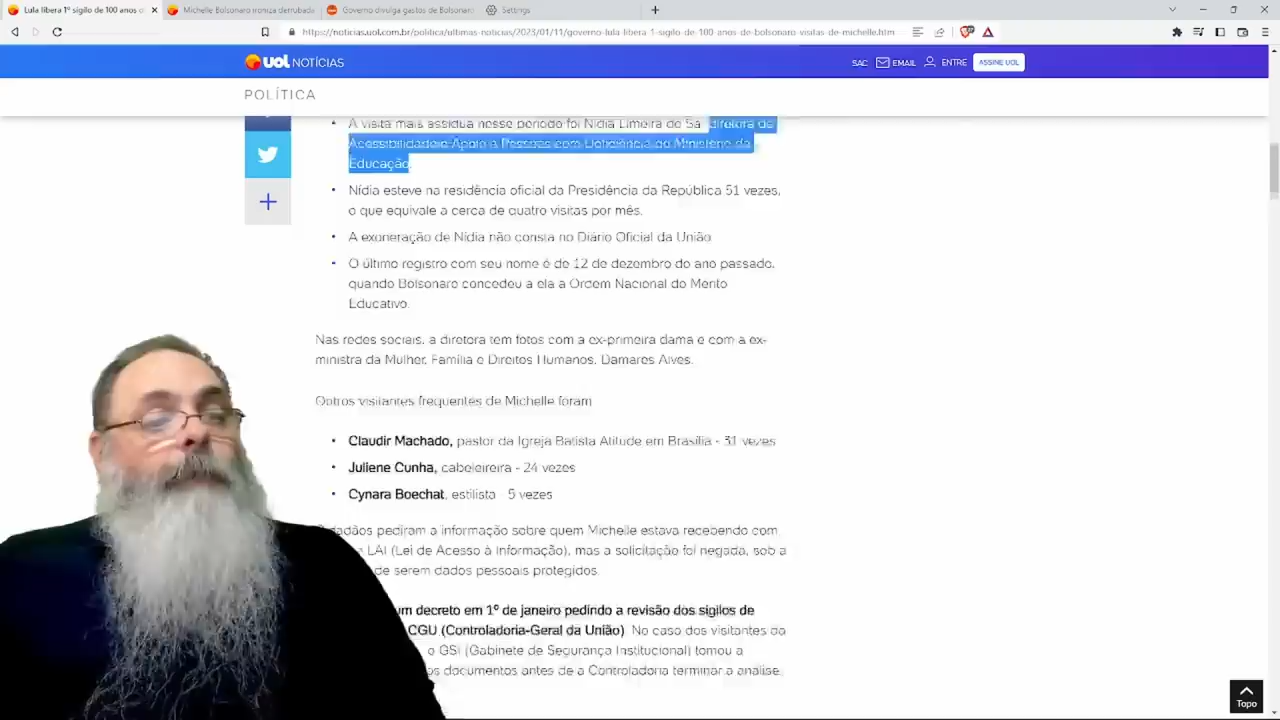 Lula libera 1º sigilo de 100 anos d
Michelle Bolsonaro ironiza derrubada
Governo divulga gastos de Bolsonaro
Settings
https://noticias.uol.com.br/politica/ultimas-noticias/2023/01/11/governo-lula-libera-1-sigilo-de-100-anos-de-bolsonaro-visitas-de-michelle.htm
UOL NOTÍCIAS
SAC
EMAIL
ENTRE
ASSINE UOL
POLÍTICA
A visita mais assídua nesse período foi Nídia Limeira de Sá diretora de
Acessibilidade e Apoio a Pessoas com Deficiência do Ministério da
Educação.
Nídia esteve na residência oficial da Presidência da República 51 vezes,
o que equivale a cerca de quatro visitas por mês.
A exoneração de Nídia não consta no Diário Oficial da União
O último registro com seu nome é de 12 de dezembro do ano passado,
quando Bolsonaro concedeu a ela a Ordem Nacional do Mérito
Educativo.
Nas redes sociais, a diretora tem fotos com a ex-primeira dama e com a ex-
ministra da Mulher, Família e Direitos Humanos, Damares Alves.
Outros visitantes frequentes de Michelle foram
Claudir Machado, pastor da Igreja Batista Atitude em Brasília - 31 vezes
Juliene Cunha, cabeleireira - 24 vezes
Cynara Boechat, estilista - 5 vezes
dadãos pediram a informação sobre quem Michelle estava recebendo com
LAI (Lei de Acesso à Informação), mas a solicitação foi negada, sob a
de serem dados pessoais protegidos.
um decreto em 1º de janeiro pedindo a revisão dos sigilos de
CGU (Controladoria-Geral da União). No caso dos visitantes da
o GSI (Gabinete de Segurança Institucional) tomou a
os documentos antes de a Controladoria terminar a análise.
Topo